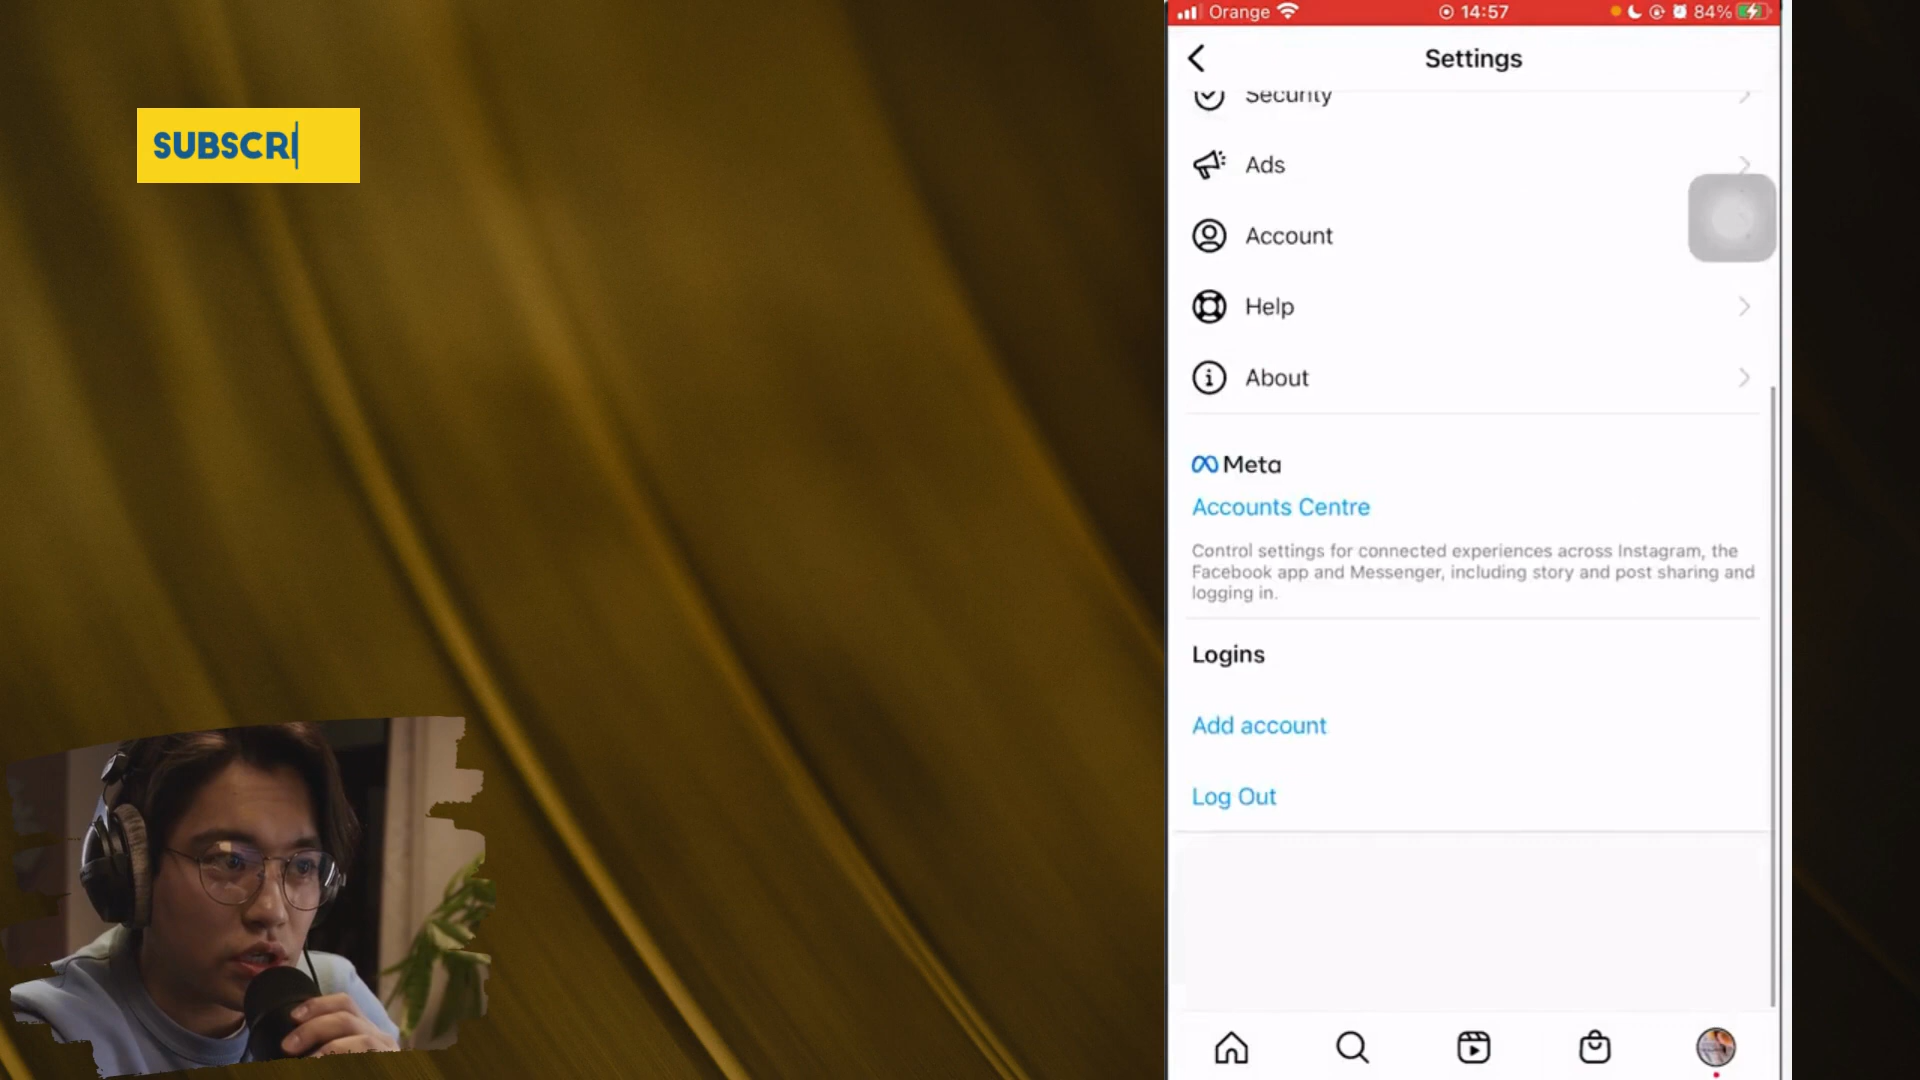 SUBSCRI
Orange 14:57 84%
Settings
Security
Ads
Account
Help
About
Meta
Accounts Centre
Control settings for connected experiences across Instagram, the
Facebook app and Messenger, including story and post sharing and
logging in.
Logins
Add account
Log Out